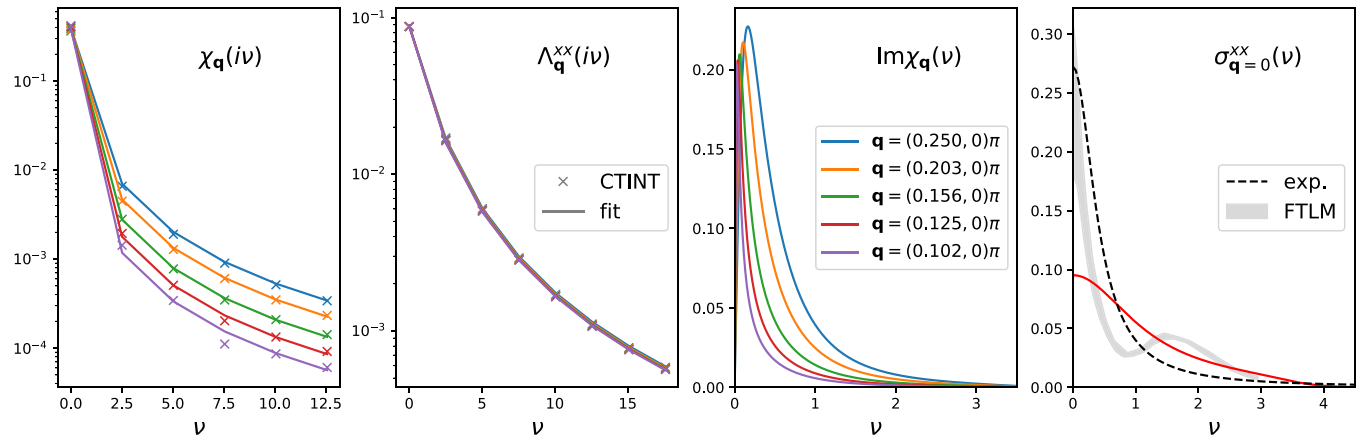 χ_q(iν)
10⁻¹
10⁻²
10⁻³
10⁻⁴
0.0 2.5 5.0 7.5 10.0 12.5
ν
Λ^{xx}_q(iν)
10⁻¹
10⁻²
10⁻³
CTINT
fit
0 5 10 15
ν
Imχ_q(ν)
0.20
0.15
0.10
0.05
0.00
q = (0.250, 0)π
q = (0.203, 0)π
q = (0.156, 0)π
q = (0.125, 0)π
q = (0.102, 0)π
0 1 2 3
ν
σ^{xx}_{q=0}(ν)
0.30
0.25
0.20
0.15
0.10
0.05
0.00
exp.
FTLM
0 1 2 3 4
ν